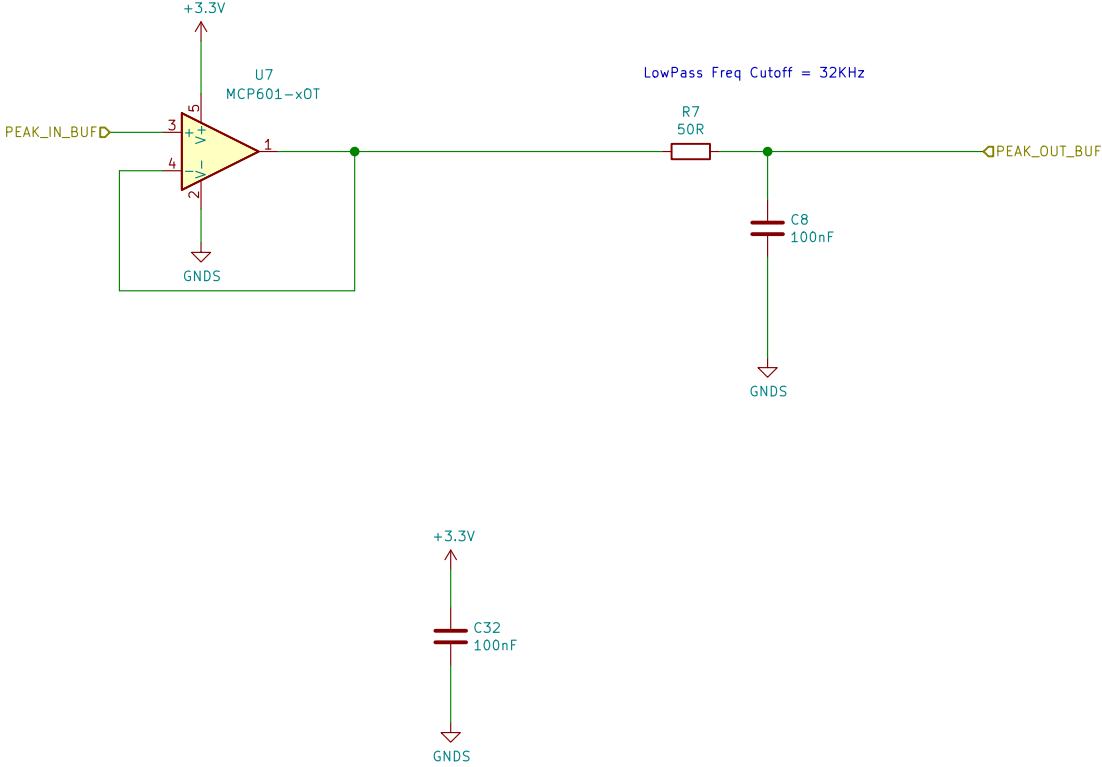 +3.3V
U7
MCP601-xOT
LowPass Freq Cutoff = 32KHz
R7
50R
5
V+
PEAK_IN_BUF
3
+
1
PEAK_OUT_BUF
4
-
V-
2
GNDS
C8
100nF
GNDS
+3.3V
C32
100nF
GNDS